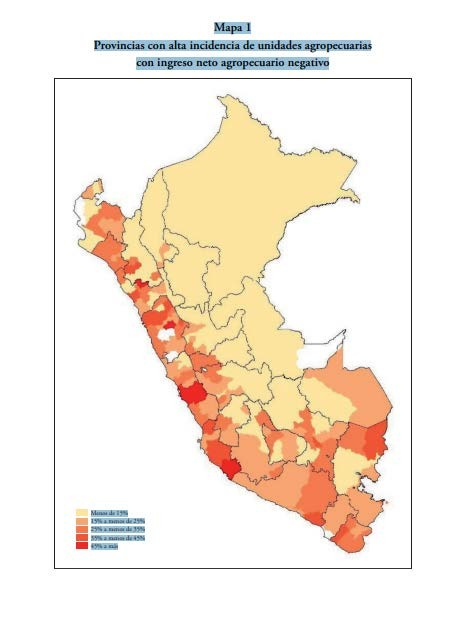 Mapa 1
Provincias con alta incidencia de unidades agropecuarias
con ingreso neto agropecuario negativo
Menos de 15%
15% a menos de 25%
25% a menos de 35%
35% a menos de 45%
45% a más